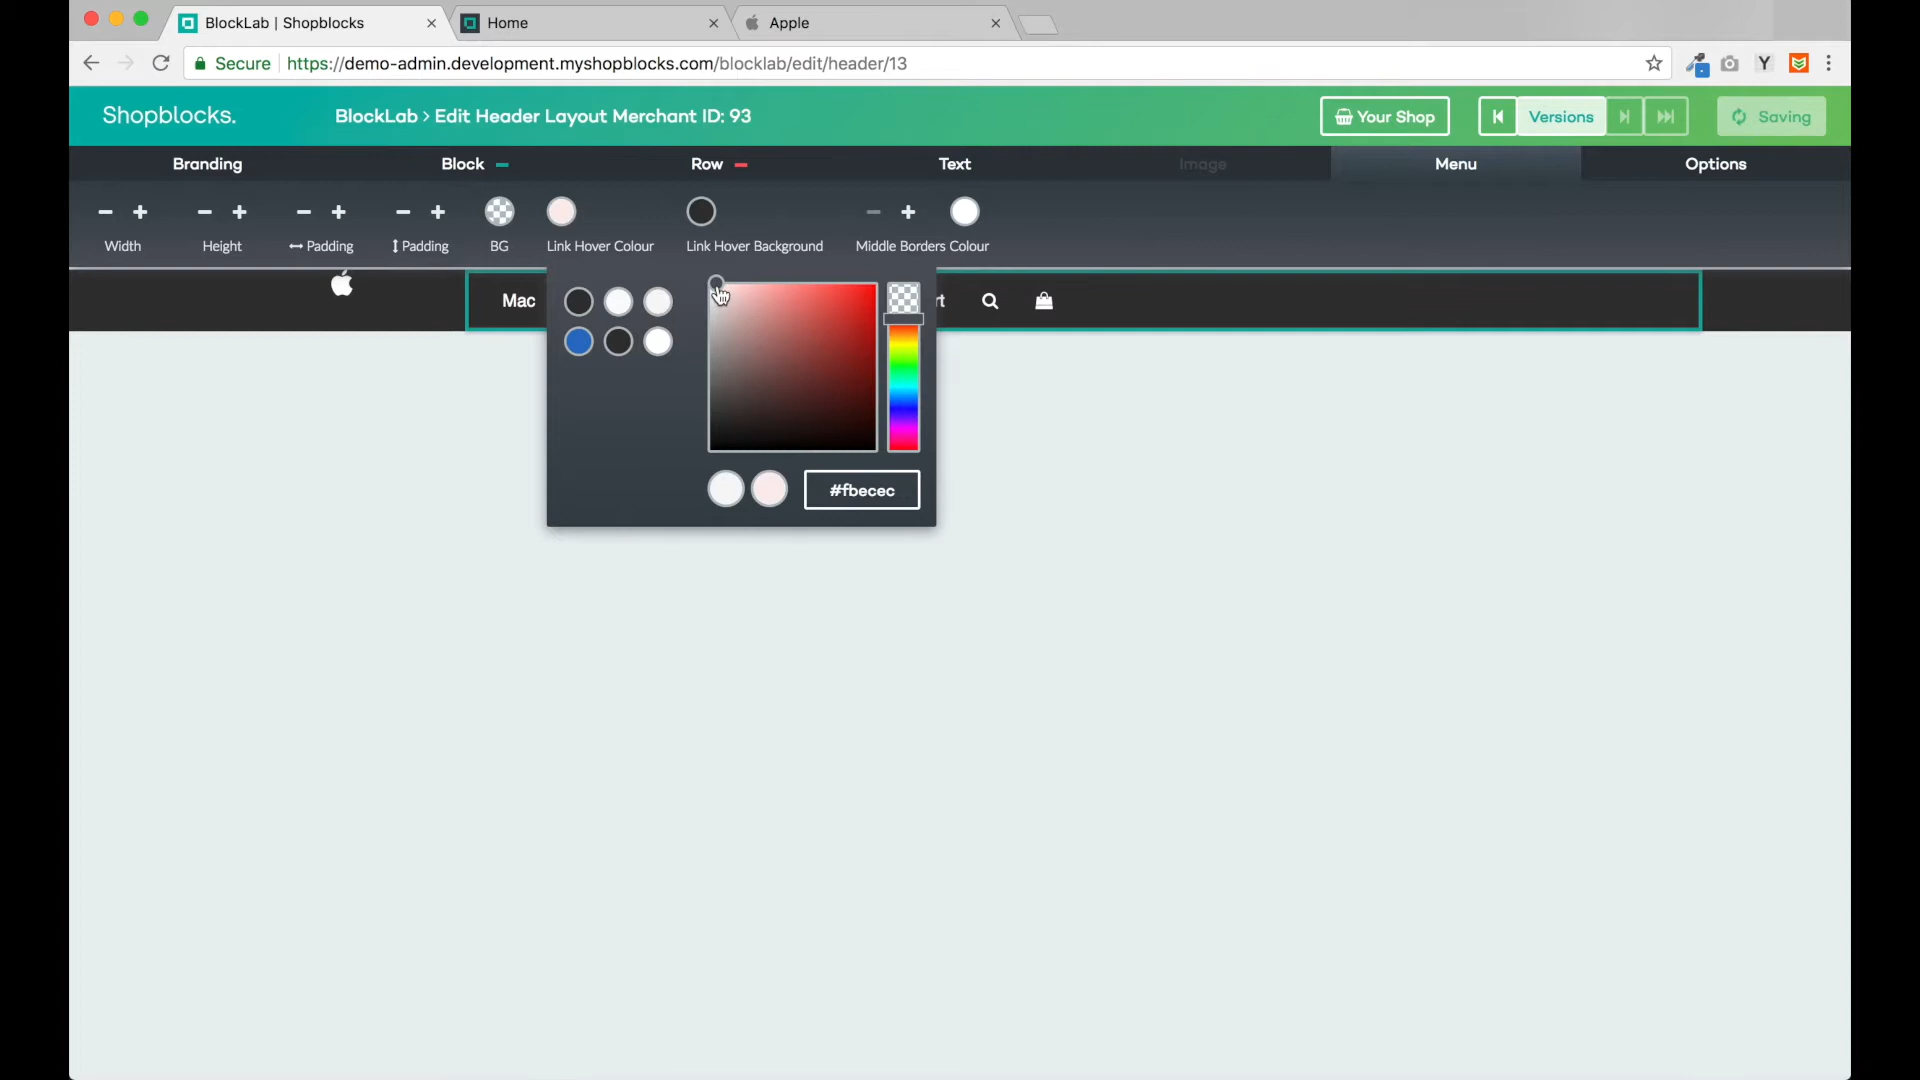 BlockLab | Shopblocks
Home
Apple
Secure https://demo-admin.development.myshopblocks.com/blocklab/edit/header/13
Y
Shopblocks.
BlockLab > Edit Header Layout Merchant ID: 93
Your Shop
Versions
Saving
Branding
Block
Row
Text
Image
Menu
Options
Width
Height
Padding
Padding
BG
Link Hover Colour
Link Hover Background
Middle Borders Colour
Mac
#fbecec